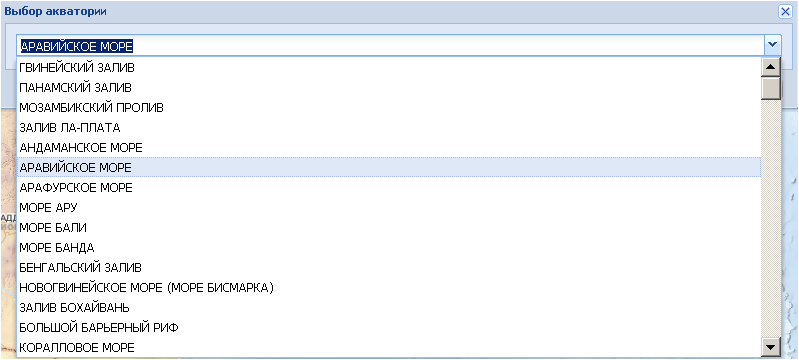 Выбор акватории
АРАВИЙСКОЕ МОРЕ
ГВИНЕЙСКИЙ ЗАЛИВ
ПАНАМСКИЙ ЗАЛИВ
МОЗАМБИКСКИЙ ПРОЛИВ
ЗАЛИВ ЛА-ПЛАТА
АНДАМАНСКОЕ МОРЕ
АРАВИЙСКОЕ МОРЕ
АРАФУРСКОЕ МОРЕ
МОРЕ АРУ
МОРЕ БАЛИ
МОРЕ БАНДА
БЕНГАЛЬСКИЙ ЗАЛИВ
НОВОГВИНЕЙСКОЕ МОРЕ (МОРЕ БИСМАРКА)
ЗАЛИВ БОХАЙВАНЬ
БОЛЬШОЙ БАРЬЕРНЫЙ РИФ
КОРАЛЛОВОЕ МОРЕ